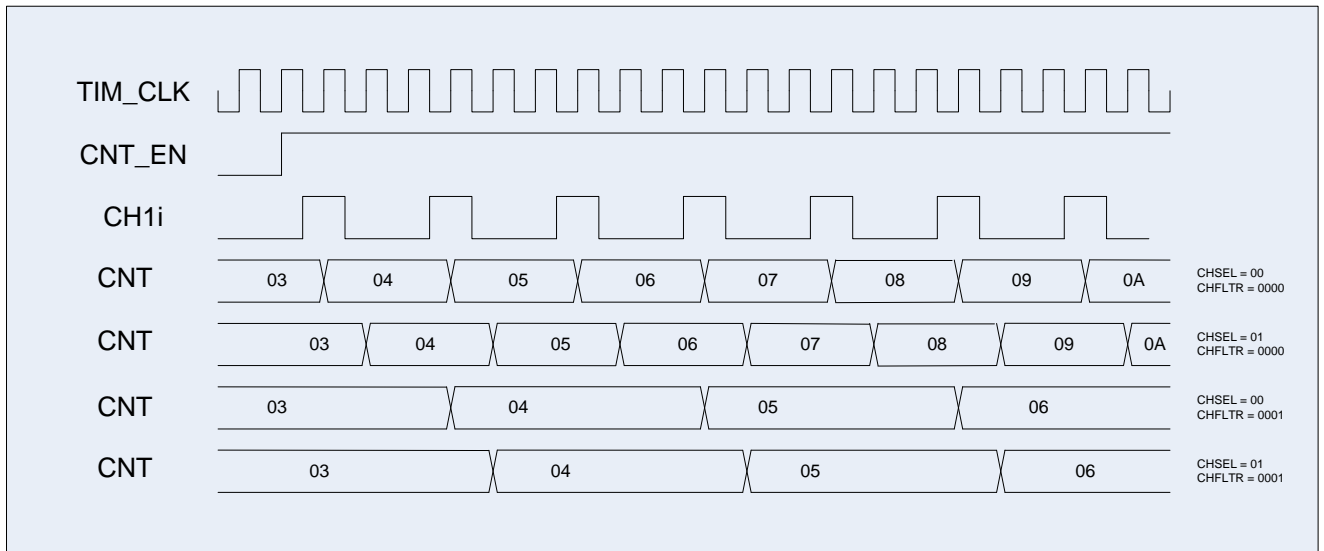 TIM_CLK
CNT_EN
CH1i
CNT 03 04 05 06 07 08 09 0A CHSEL = 00
CHFLTR = 0000
CNT 03 04 05 06 07 08 09 0A CHSEL = 01
CHFLTR = 0000
CNT 03 04 05 06 CHSEL = 00
CHFLTR = 0001
CNT 03 04 05 06 CHSEL = 01
CHFLTR = 0001